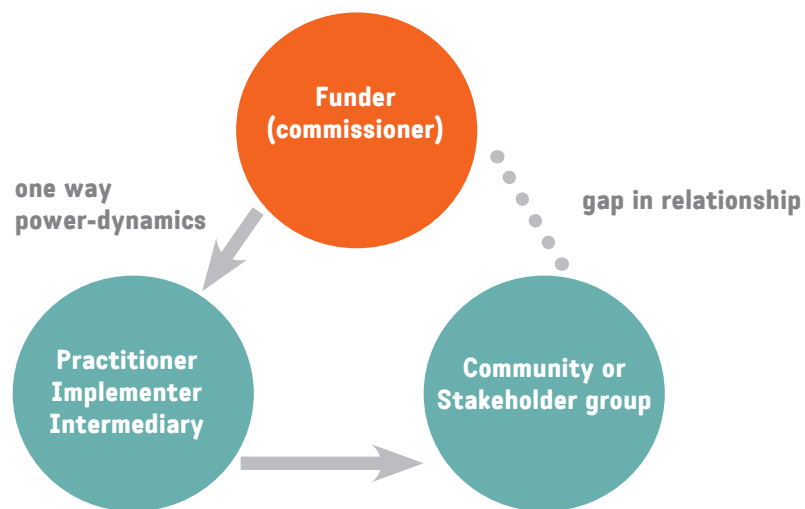 Funder
(commissioner)
one way
power-dynamics
gap in relationship
Practitioner
Implementer
Intermediary
Community or
Stakeholder group